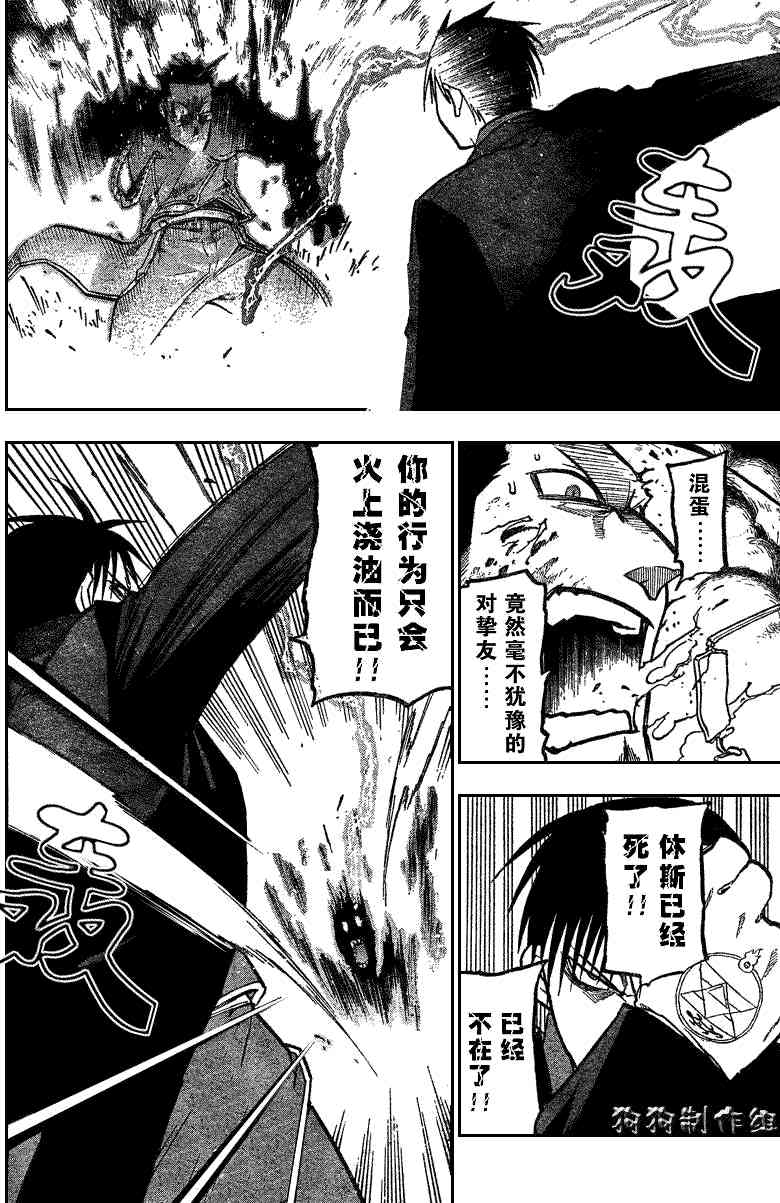 轰
混蛋……
竟然毫不犹豫的
对挚友……
休斯已经
死了!!
已经
不在了!!
你的行为只会
火上浇油而已!!
轰
狗狗制作组